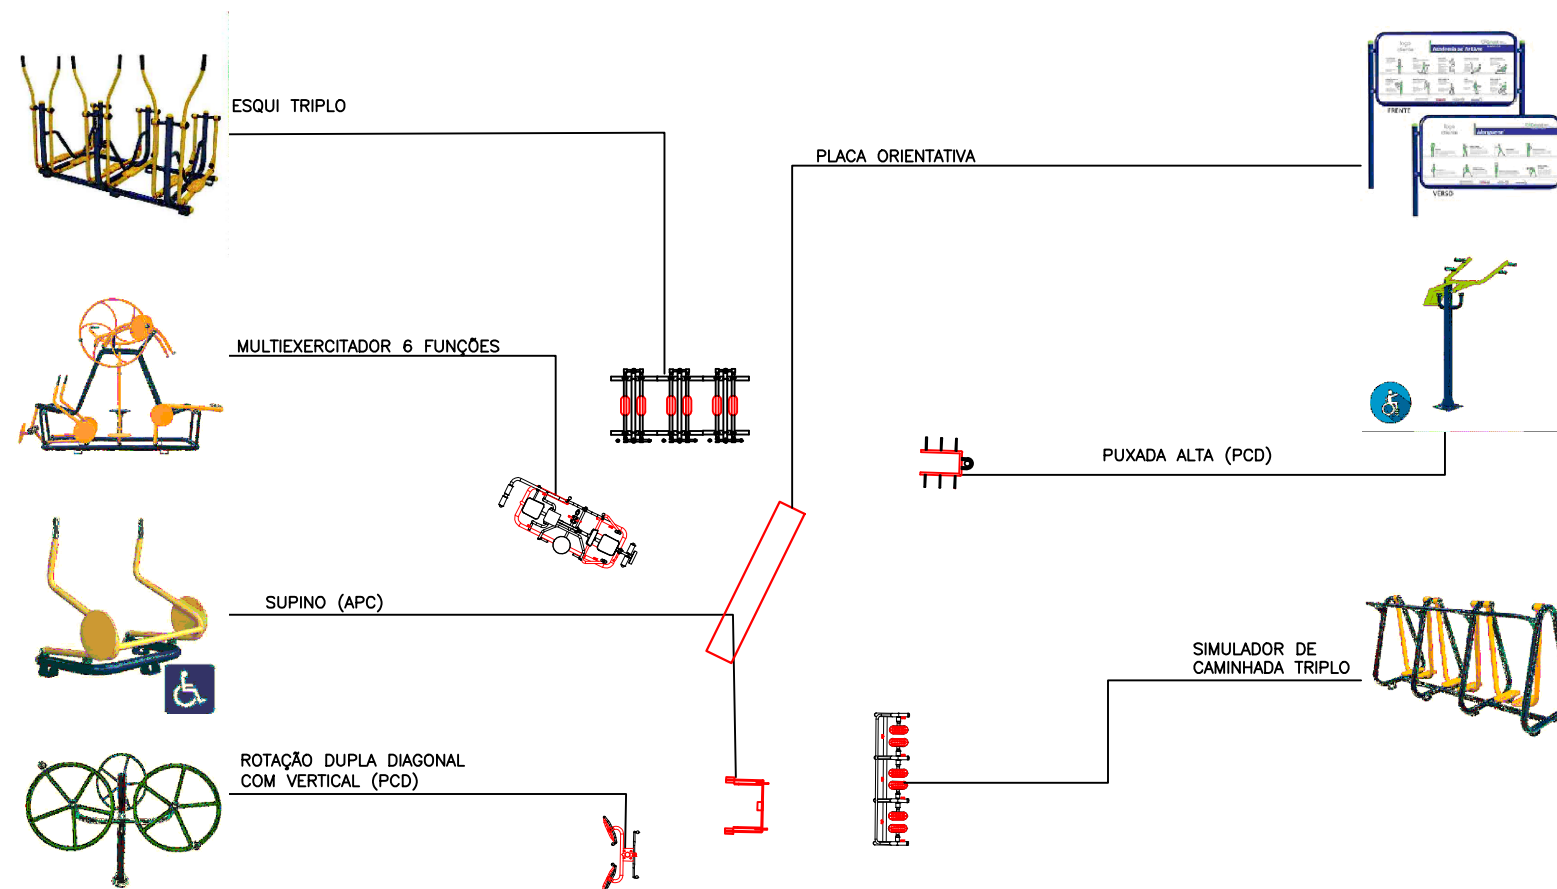 ESQUI TRIPLO
PLACA ORIENTATIVA
FRENTE
VERSO
MULTIEXERCITADOR 6 FUNÇÕES
PUXADA ALTA (PCD)
SUPINO (APC)
SIMULADOR DE
CAMINHADA TRIPLO
ROTAÇÃO DUPLA DIAGONAL
COM VERTICAL (PCD)